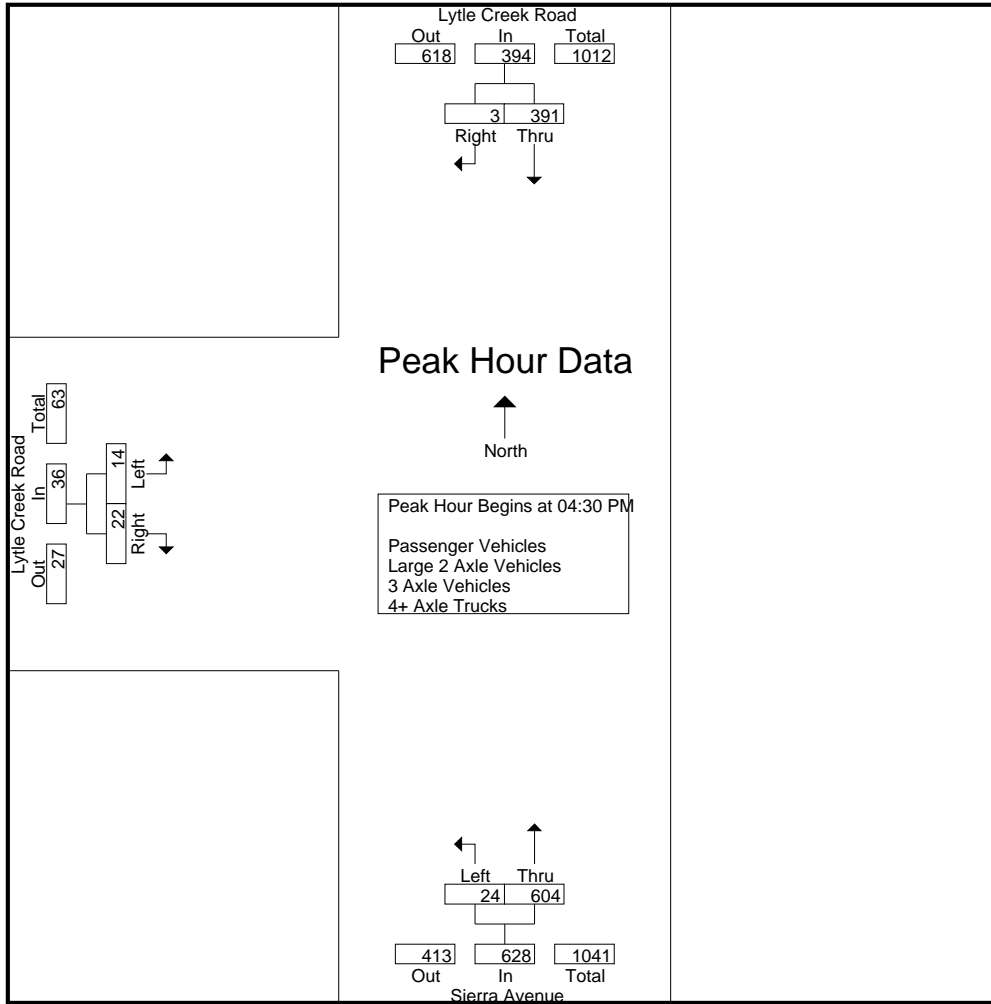 Lytle Creek Road
Out In Total
618 394 1012
3 391
Right Thru
Peak Hour Data
North
Peak Hour Begins at 04:30 PM
Passenger Vehicles
Large 2 Axle Vehicles
3 Axle Vehicles
4+ Axle Trucks
Lytle Creek Road
Out In Total
27 36 63
22 14
Right Left
Left Thru
24 604
413 628 1041
Out In Total
Sierra Avenue